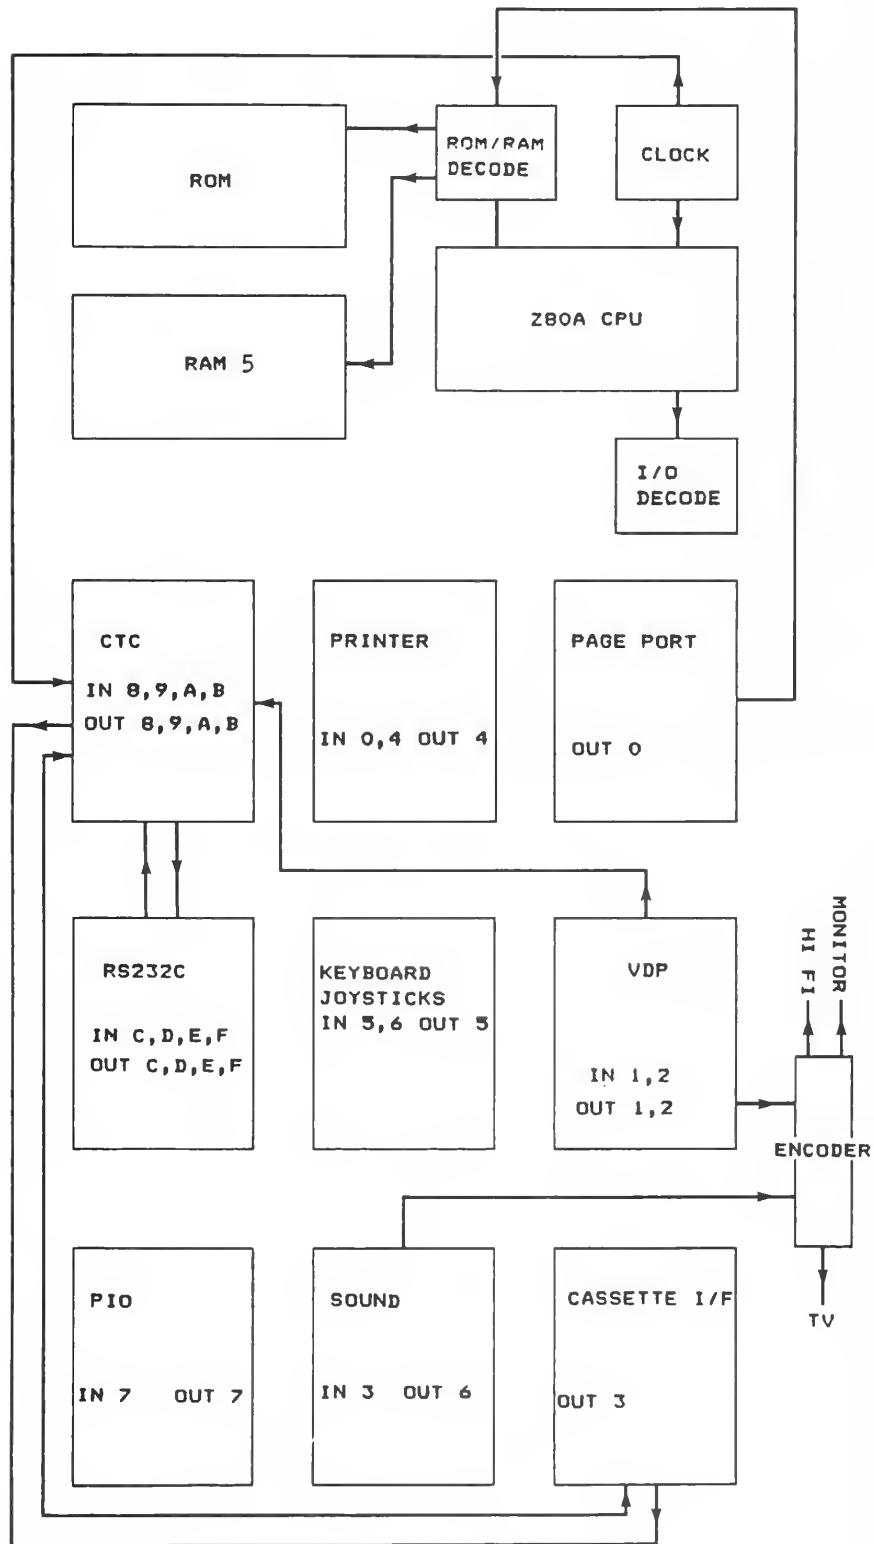 ROM
ROM/RAM
DECODE
CLOCK
RAM 5
Z80A CPU
I/O
DECODE
CTC
IN 8,9,A,B
OUT 8,9,A,B
PRINTER
IN 0,4 OUT 4
PAGE PORT
OUT 0
RS232C
IN C,D,E,F
OUT C,D,E,F
KEYBOARD
JOYSTICKS
IN 5,6 OUT 5
VDP
IN 1,2
OUT 1,2
HI FI
MONITOR
ENCODER
TV
PIO
IN 7 OUT 7
SOUND
IN 3 OUT 6
CASSETTE I/F
OUT 3